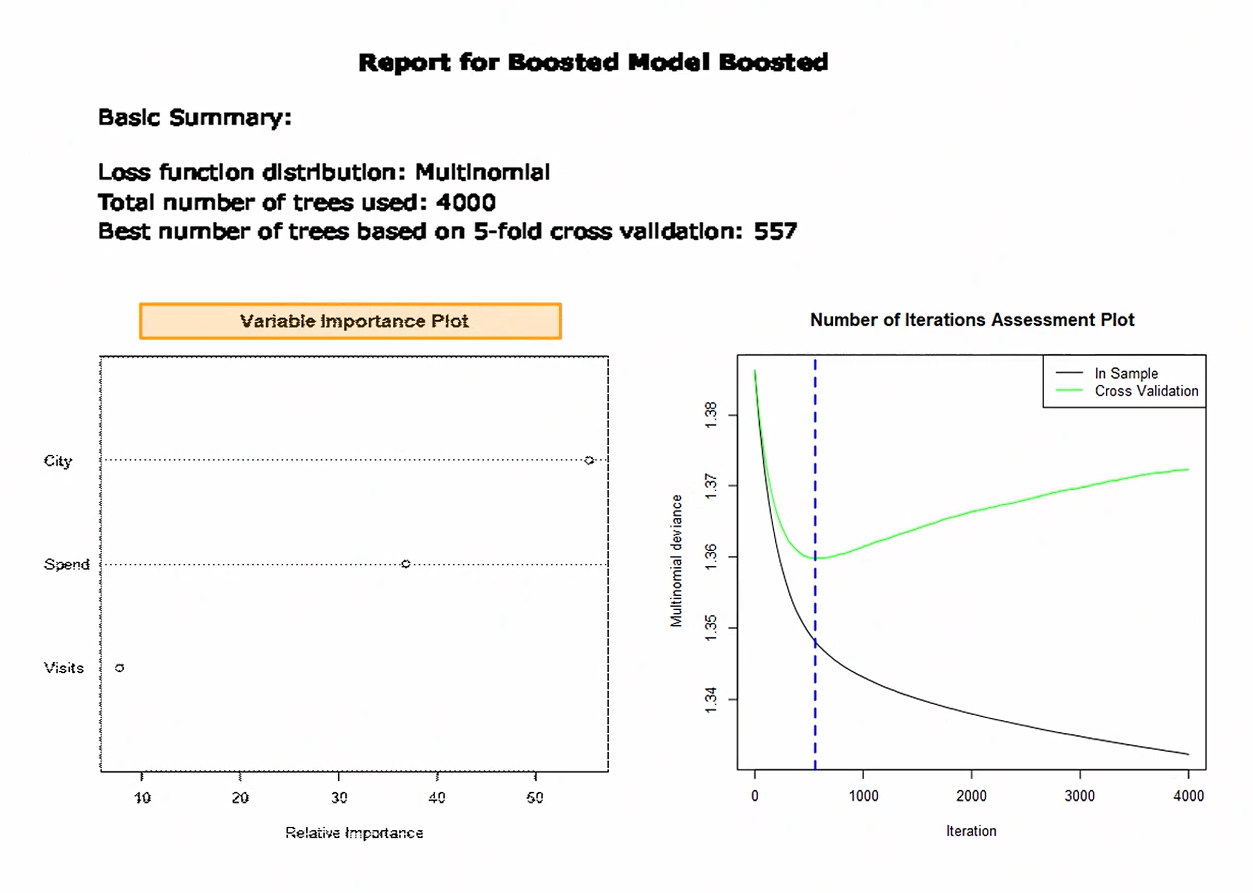 Report for Boosted Model Boosted
Basic Summary:
Loss function distribution: Multinomial
Total number of trees used: 4000
Best number of trees based on 5-fold cross validation: 557
Variable Importance Plot
City
Spend
Visits
10 20 30 40 50
Relative Importance
Number of Iterations Assessment Plot
In Sample
Cross Validation
Multinomial deviance
1.38
1.37
1.36
1.35
1.34
0 1000 2000 3000 4000
Iteration